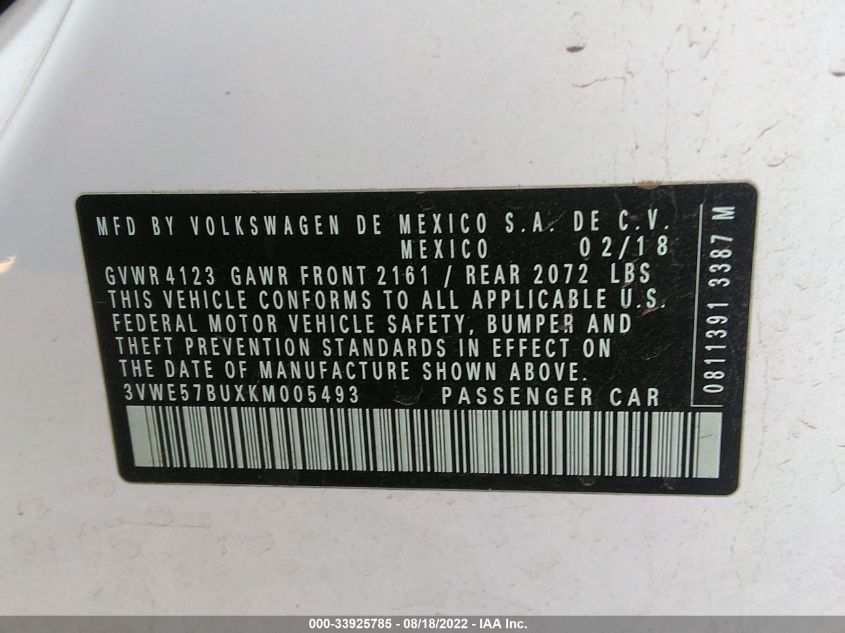 MFD BY VOLKSWAGEN DE MEXICO S.A. DE C.V.
MEXICO 02/18
GVWR 4123 GAWR FRONT 2161 / REAR 2072 LBS
THIS VEHICLE CONFORMS TO ALL APPLICABLE U.S.
FEDERAL MOTOR VEHICLE SAFETY, BUMPER AND
THEFT PREVENTION STANDARDS IN EFFECT ON
THE DATE OF MANUFACTURE SHOWN ABOVE.
3VWE57BUXKM005493 PASSENGER CAR
0811391 3387 M
000-33925785 - 08/18/2022 - IAA Inc.